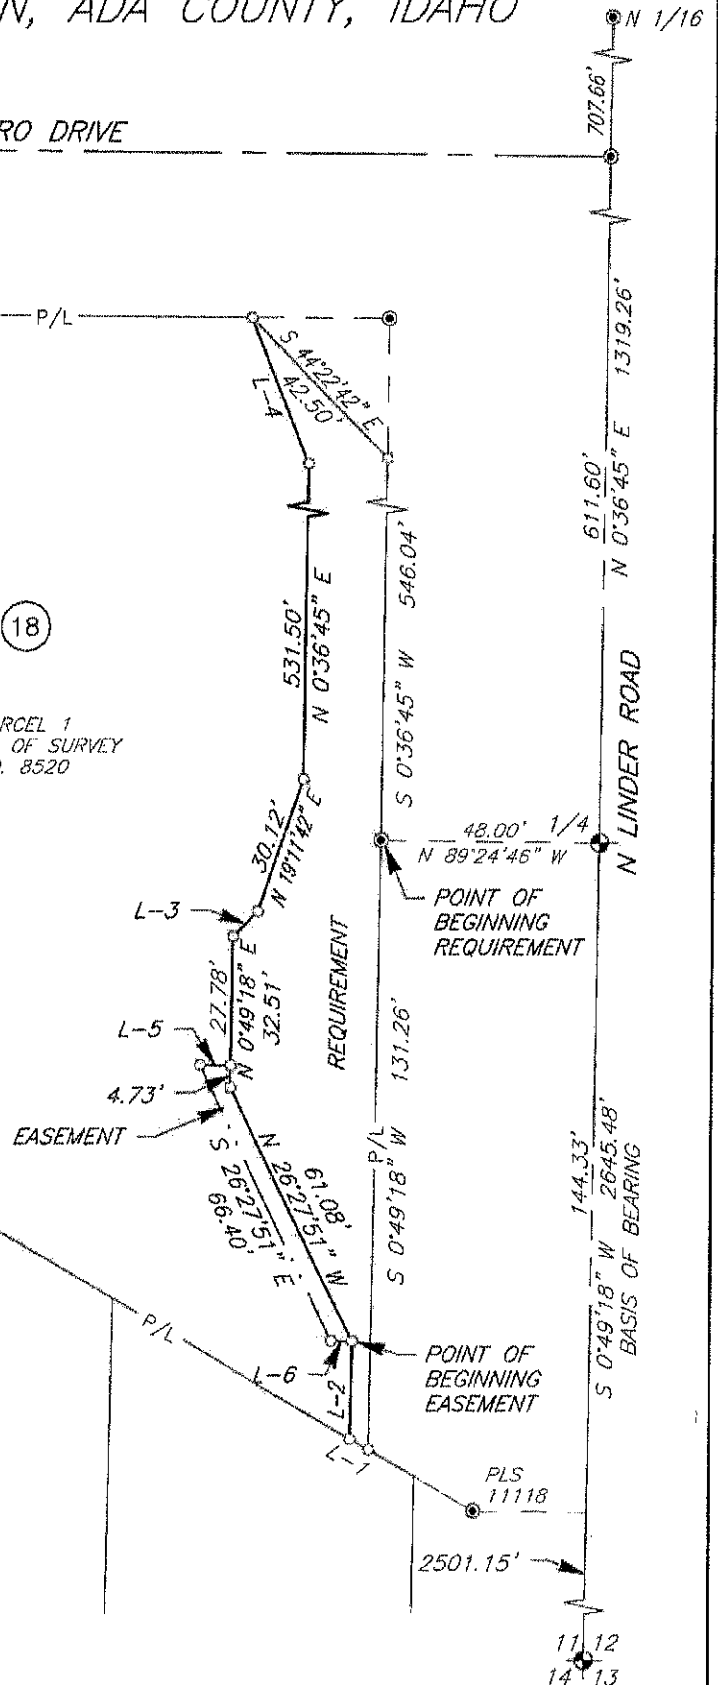 N, ADA COUNTY, IDAHO
N 1/16
707.66'
RO DRIVE
P/L
S 44°22'42" E
42.50'
L-4
1319.26'
N 0°36'45" E
611.60'
546.04'
S 0°36'45" W
531.50'
N 0°36'45" E
18
RCEL 1
OF SURVEY
. 8520
N LINDER ROAD
48.00'
1/4
N 89°24'46" W
30.12'
N 19°11'42" E
POINT OF
BEGINNING
REQUIREMENT
L-3
REQUIREMENT
27.78'
N 0°49'18" E
32.51'
L-5
4.73'
EASEMENT
131.26'
P/L
S 0°49'18" W
144.33'
2645.48'
S 0°49'18" W
BASIS OF BEARING
61.08'
N 26°27'51" W
S 26°27'51" E
66.40'
P/L
L-6
L-2
POINT OF
BEGINNING
EASEMENT
L-1
PLS
11118
2501.15'
11 12
14 13